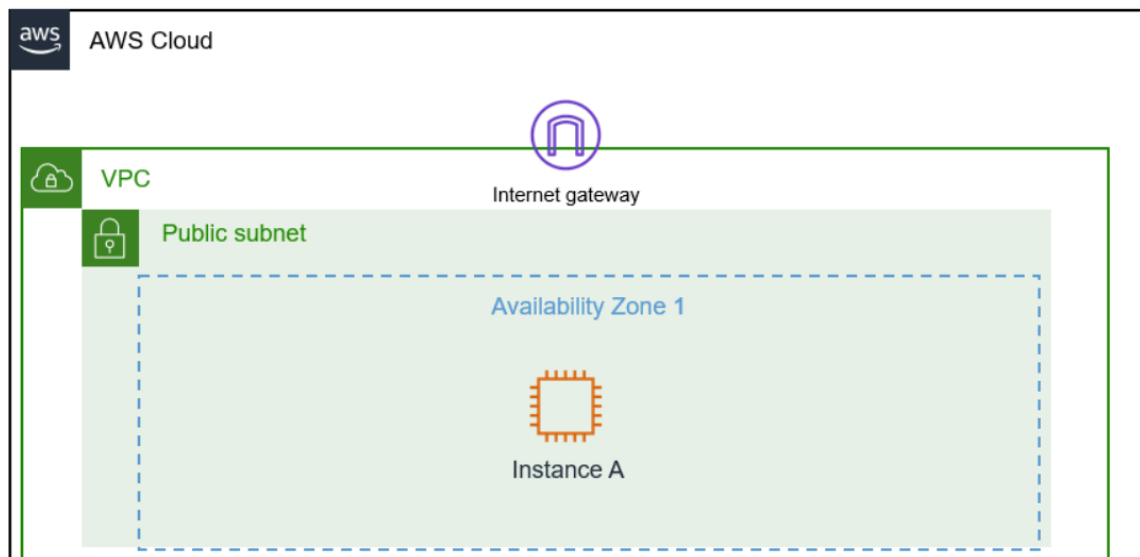 aws
AWS Cloud
VPC
Internet gateway
Public subnet
Availability Zone 1
Instance A